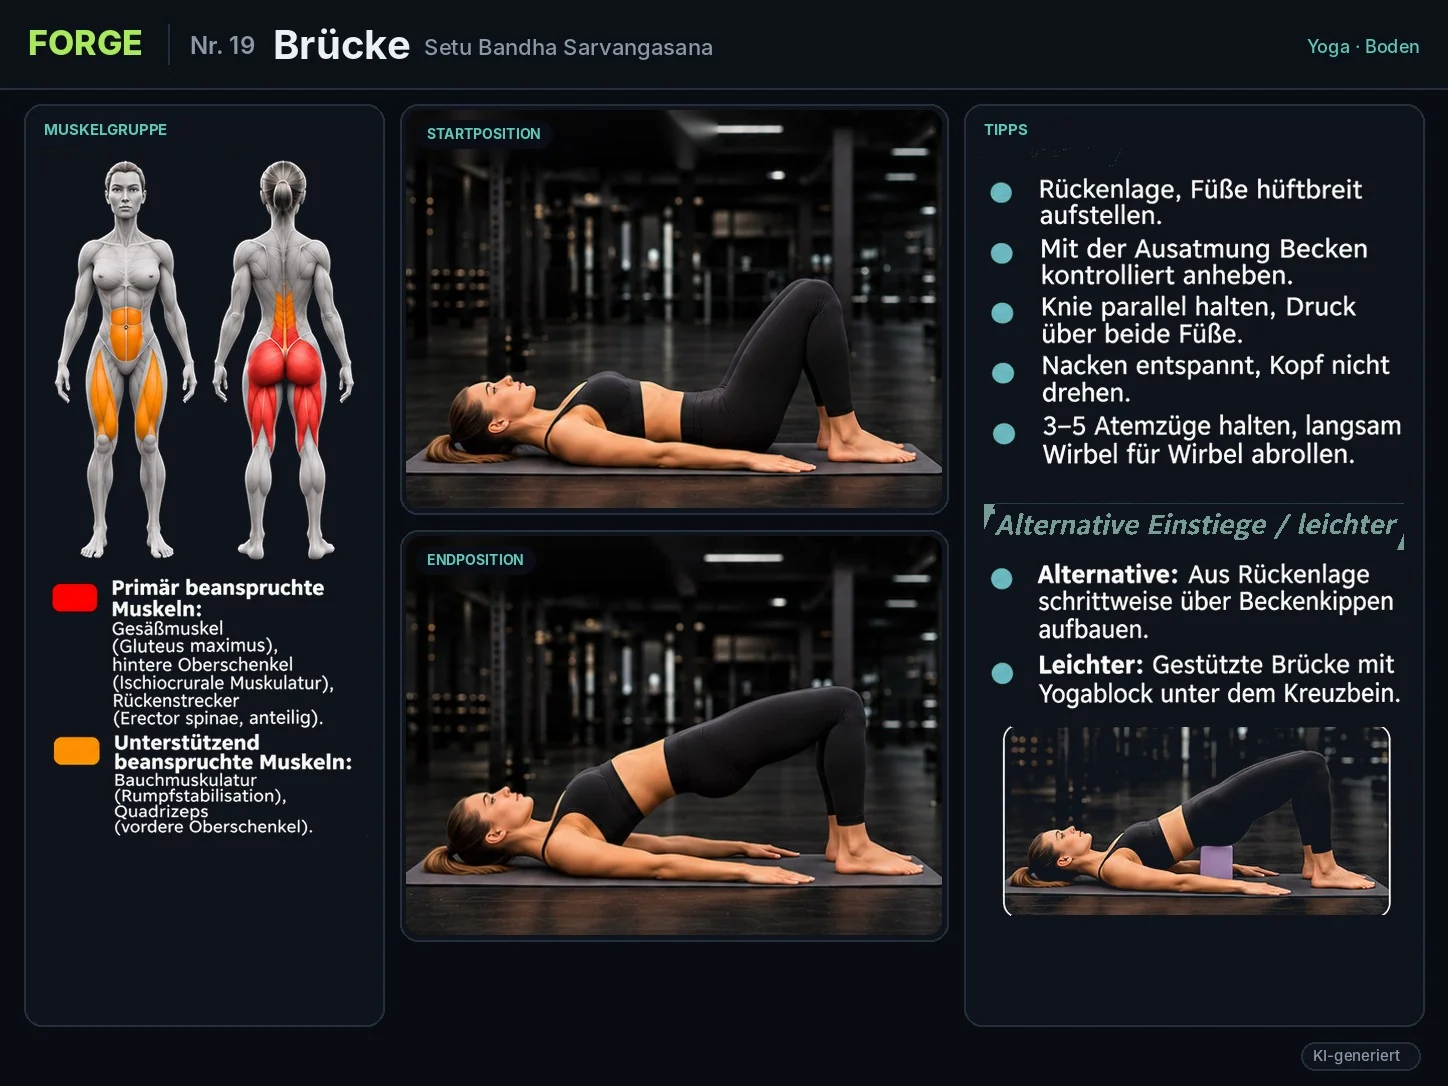 FORGE
Nr. 19
Brücke
Setu Bandha Sarvangasana
Yoga · Boden
MUSKELGRUPPE
Primär beanspruchte
Muskeln:
Gesäßmuskel
(Gluteus maximus),
hintere Oberschenkel
(Ischiocrurale Muskulatur),
Rückenstrecker
(Erector spinae, anteilig).
Unterstützend
beanspruchte Muskeln:
Bauchmuskulatur
(Rumpfstabilisation),
Quadrizeps
(vordere Oberschenkel).
STARTPOSITION
ENDPOSITION
TIPPS
Rückenlage, Füße hüftbreit
aufstellen.
Mit der Ausatmung Becken
kontrolliert anheben.
Knie parallel halten, Druck
über beide Füße.
Nacken entspannt, Kopf nicht
drehen.
3–5 Atemzüge halten, langsam
Wirbel für Wirbel abrollen.
Alternative Einstiege / leichter
Alternative: Aus Rückenlage
schrittweise über Beckenkippen
aufbauen.
Leichter: Gestützte Brücke mit
Yogablock unter dem Kreuzbein.
KI-generiert